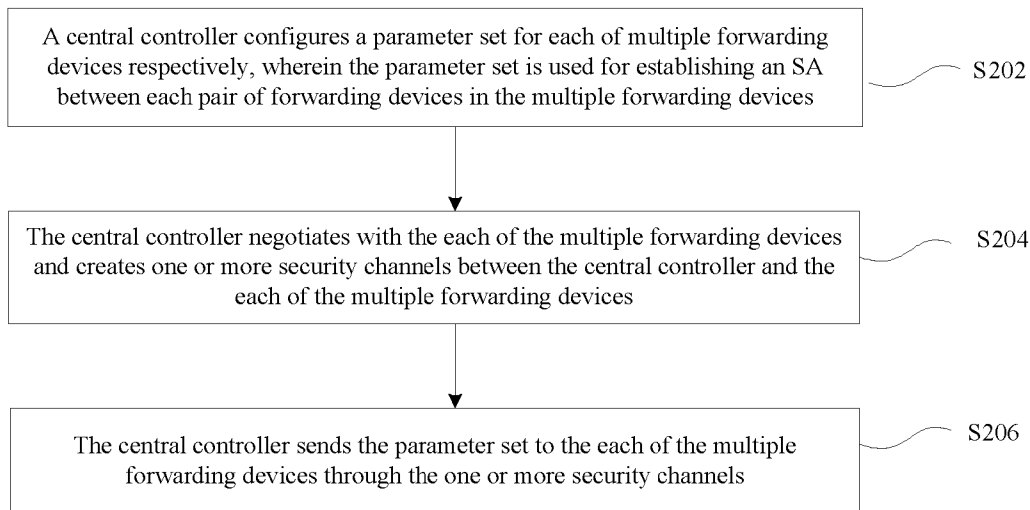 A central controller configures a parameter set for each of multiple forwarding
devices respectively, wherein the parameter set is used for establishing an SA
between each pair of forwarding devices in the multiple forwarding devices
S202
The central controller negotiates with the each of the multiple forwarding devices
and creates one or more security channels between the central controller and the
each of the multiple forwarding devices
S204
The central controller sends the parameter set to the each of the multiple
forwarding devices through the one or more security channels
S206